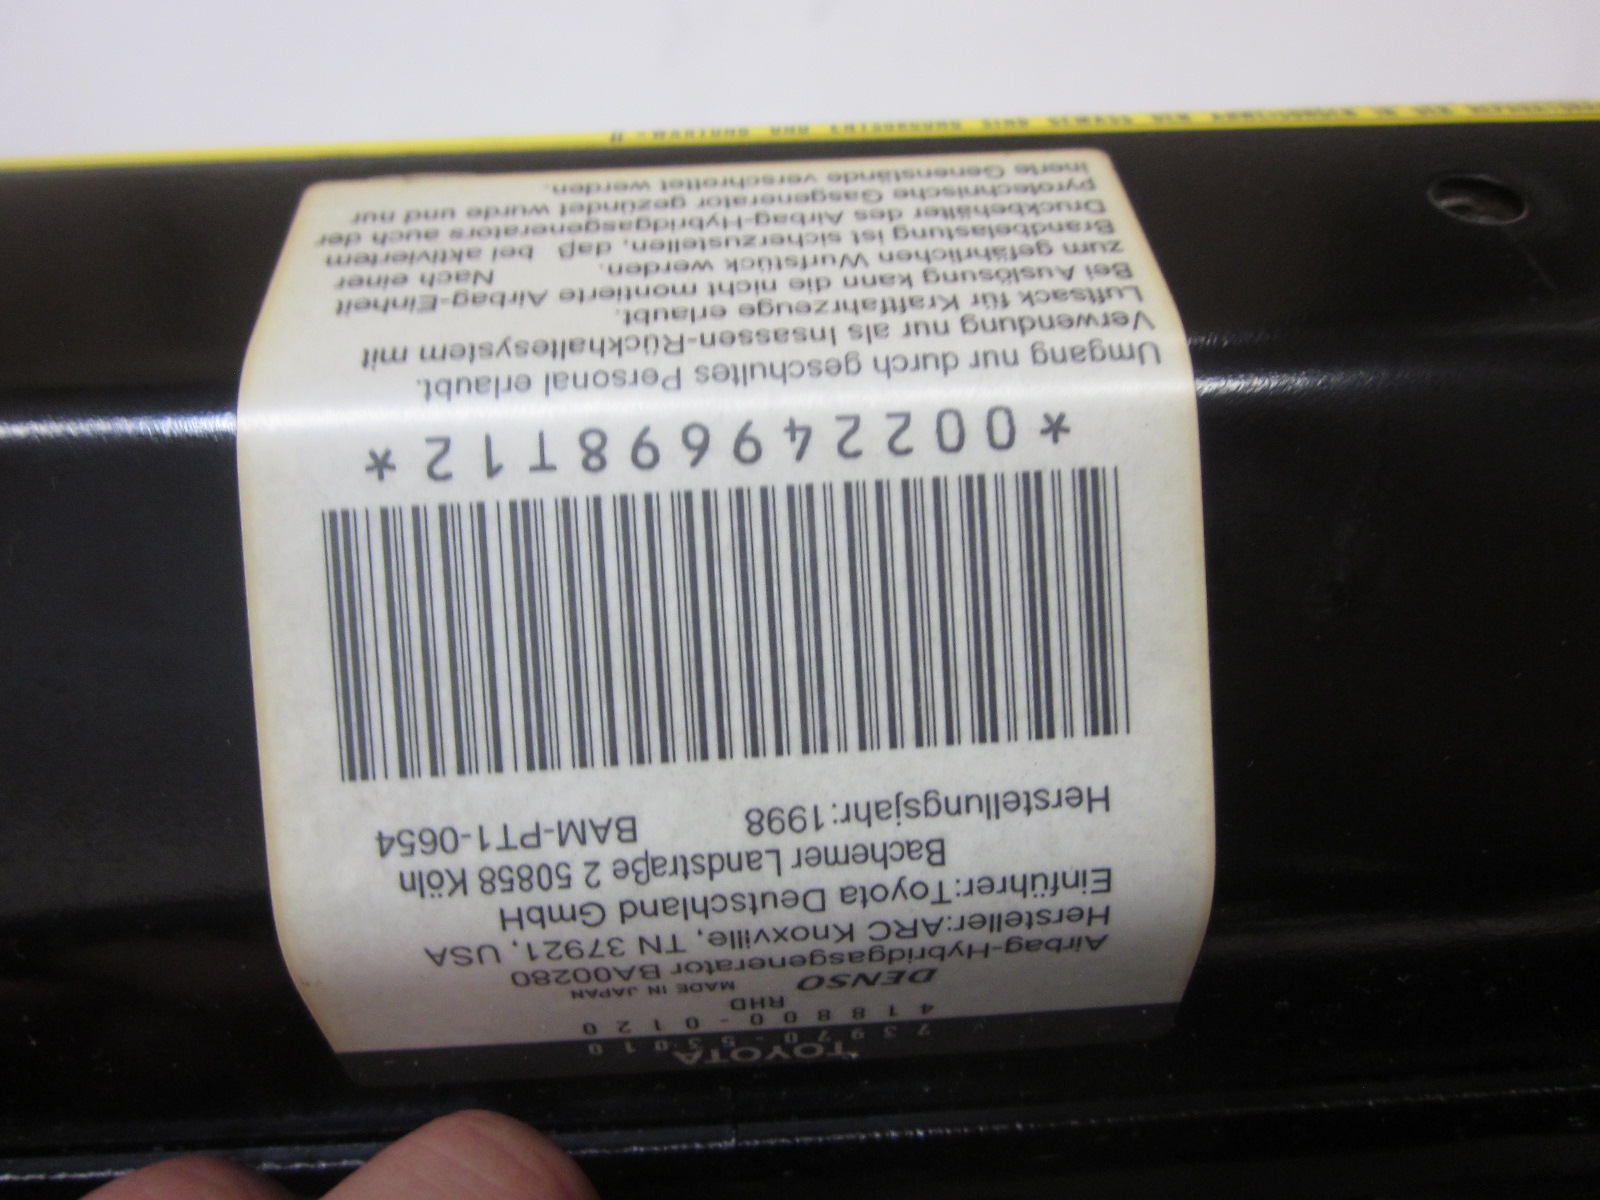 TOYOTA
73970-53010
41800-0120
RHD
DENSO MADE IN JAPAN
Airbag-Hybridgasgenerator BA00280
Hersteller:ARC Knoxville, TN 37921, USA
Einführer:Toyota Deutschland GmbH
Bachemer Landstraße 2 50858 Köln
Herstellungsjahr:1998 BAM-PT1-0654
*002249698T12*
Umgang nur durch geschultes Personal erlaubt.
Verwendung nur als Insassen-Rückhaltesystem mit
Luftsack für Kraftfahrzeuge erlaubt.
Bei Auslösung kann die nicht montierte Airbag-Einheit
zum gefährlichen Wurfstück werden. Nach einer
Brandbelastung ist sicherzustellen, daß bei aktiviertem
Druckbehälter des Airbag-Hybridgasgenerators auch der
pyrotechnische Gasgenerator gezündet wurde und nur
inerte Genenstände verschrottet werden.